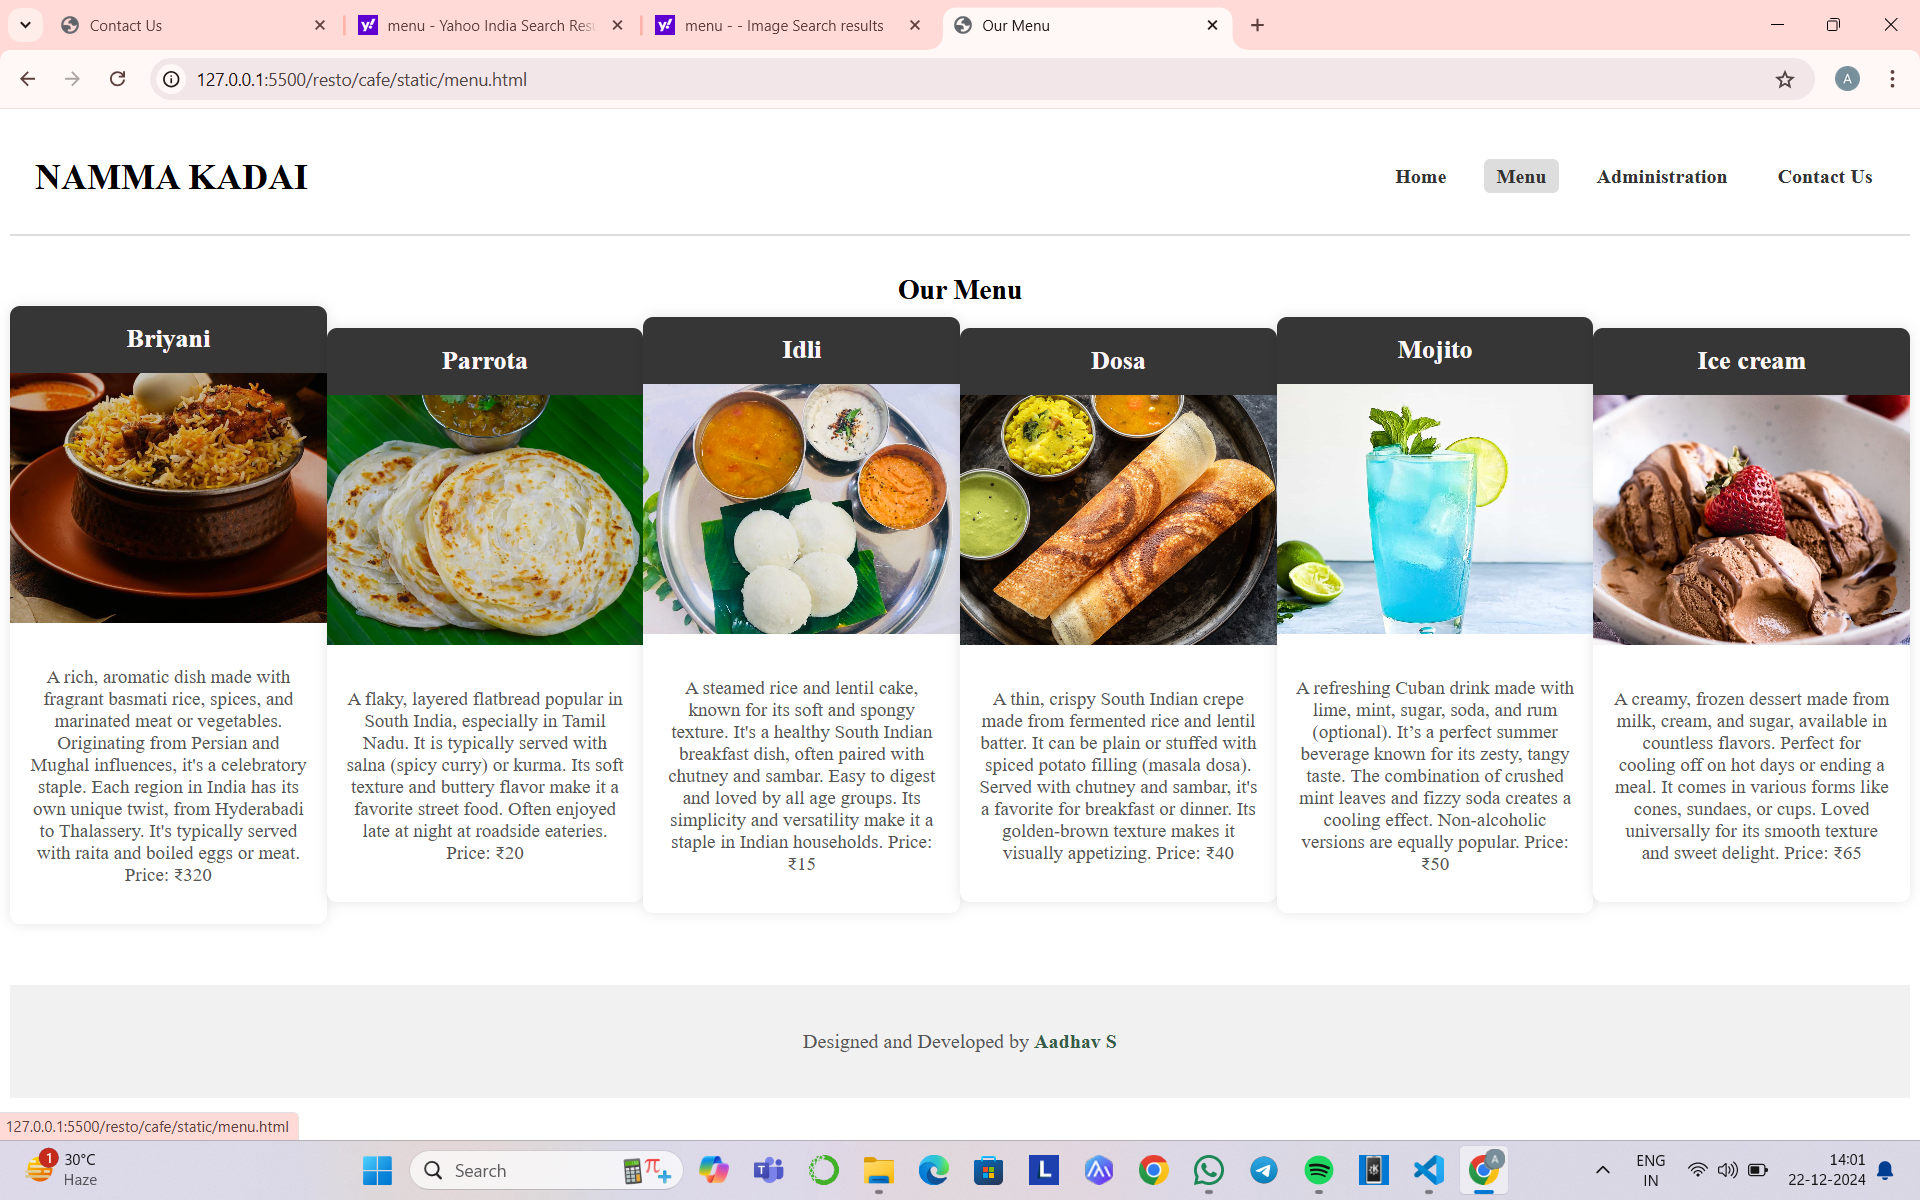 Contact Us
menu - Yahoo India Search Res
menu - - Image Search results
Our Menu
127.0.0.1:5500/resto/cafe/static/menu.html
A
NAMMA KADAI
Home
Menu
Administration
Contact Us
Our Menu
Briyani
A rich, aromatic dish made with
fragrant basmati rice, spices, and
marinated meat or vegetables.
Originating from Persian and
Mughal influences, it's a celebratory
staple. Each region in India has its
own unique twist, from Hyderabadi
to Thalassery. It's typically served
with raita and boiled eggs or meat.
Price: ₹320
Parrota
A flaky, layered flatbread popular in
South India, especially in Tamil
Nadu. It is typically served with
salna (spicy curry) or kurma. Its soft
texture and buttery flavor make it a
favorite street food. Often enjoyed
late at night at roadside eateries.
Price: ₹20
Idli
A steamed rice and lentil cake,
known for its soft and spongy
texture. It's a healthy South Indian
breakfast dish, often paired with
chutney and sambar. Easy to digest
and loved by all age groups. Its
simplicity and versatility make it a
staple in Indian households. Price:
₹15
Dosa
A thin, crispy South Indian crepe
made from fermented rice and lentil
batter. It can be plain or stuffed with
spiced potato filling (masala dosa).
Served with chutney and sambar, it's
a favorite for breakfast or dinner. Its
golden-brown texture makes it
visually appetizing. Price: ₹40
Mojito
A refreshing Cuban drink made with
lime, mint, sugar, soda, and rum
(optional). It’s a perfect summer
beverage known for its zesty, tangy
taste. The combination of crushed
mint leaves and fizzy soda creates a
cooling effect. Non-alcoholic
versions are equally popular. Price:
₹50
Ice cream
A creamy, frozen dessert made from
milk, cream, and sugar, available in
countless flavors. Perfect for
cooling off on hot days or ending a
meal. It comes in various forms like
cones, sundaes, or cups. Loved
universally for its smooth texture
and sweet delight. Price: ₹65
Designed and Developed by Aadhav S
127.0.0.1:5500/resto/cafe/static/menu.html
1
30°C
Haze
Search
L
A
ENG
IN
14:01
22-12-2024